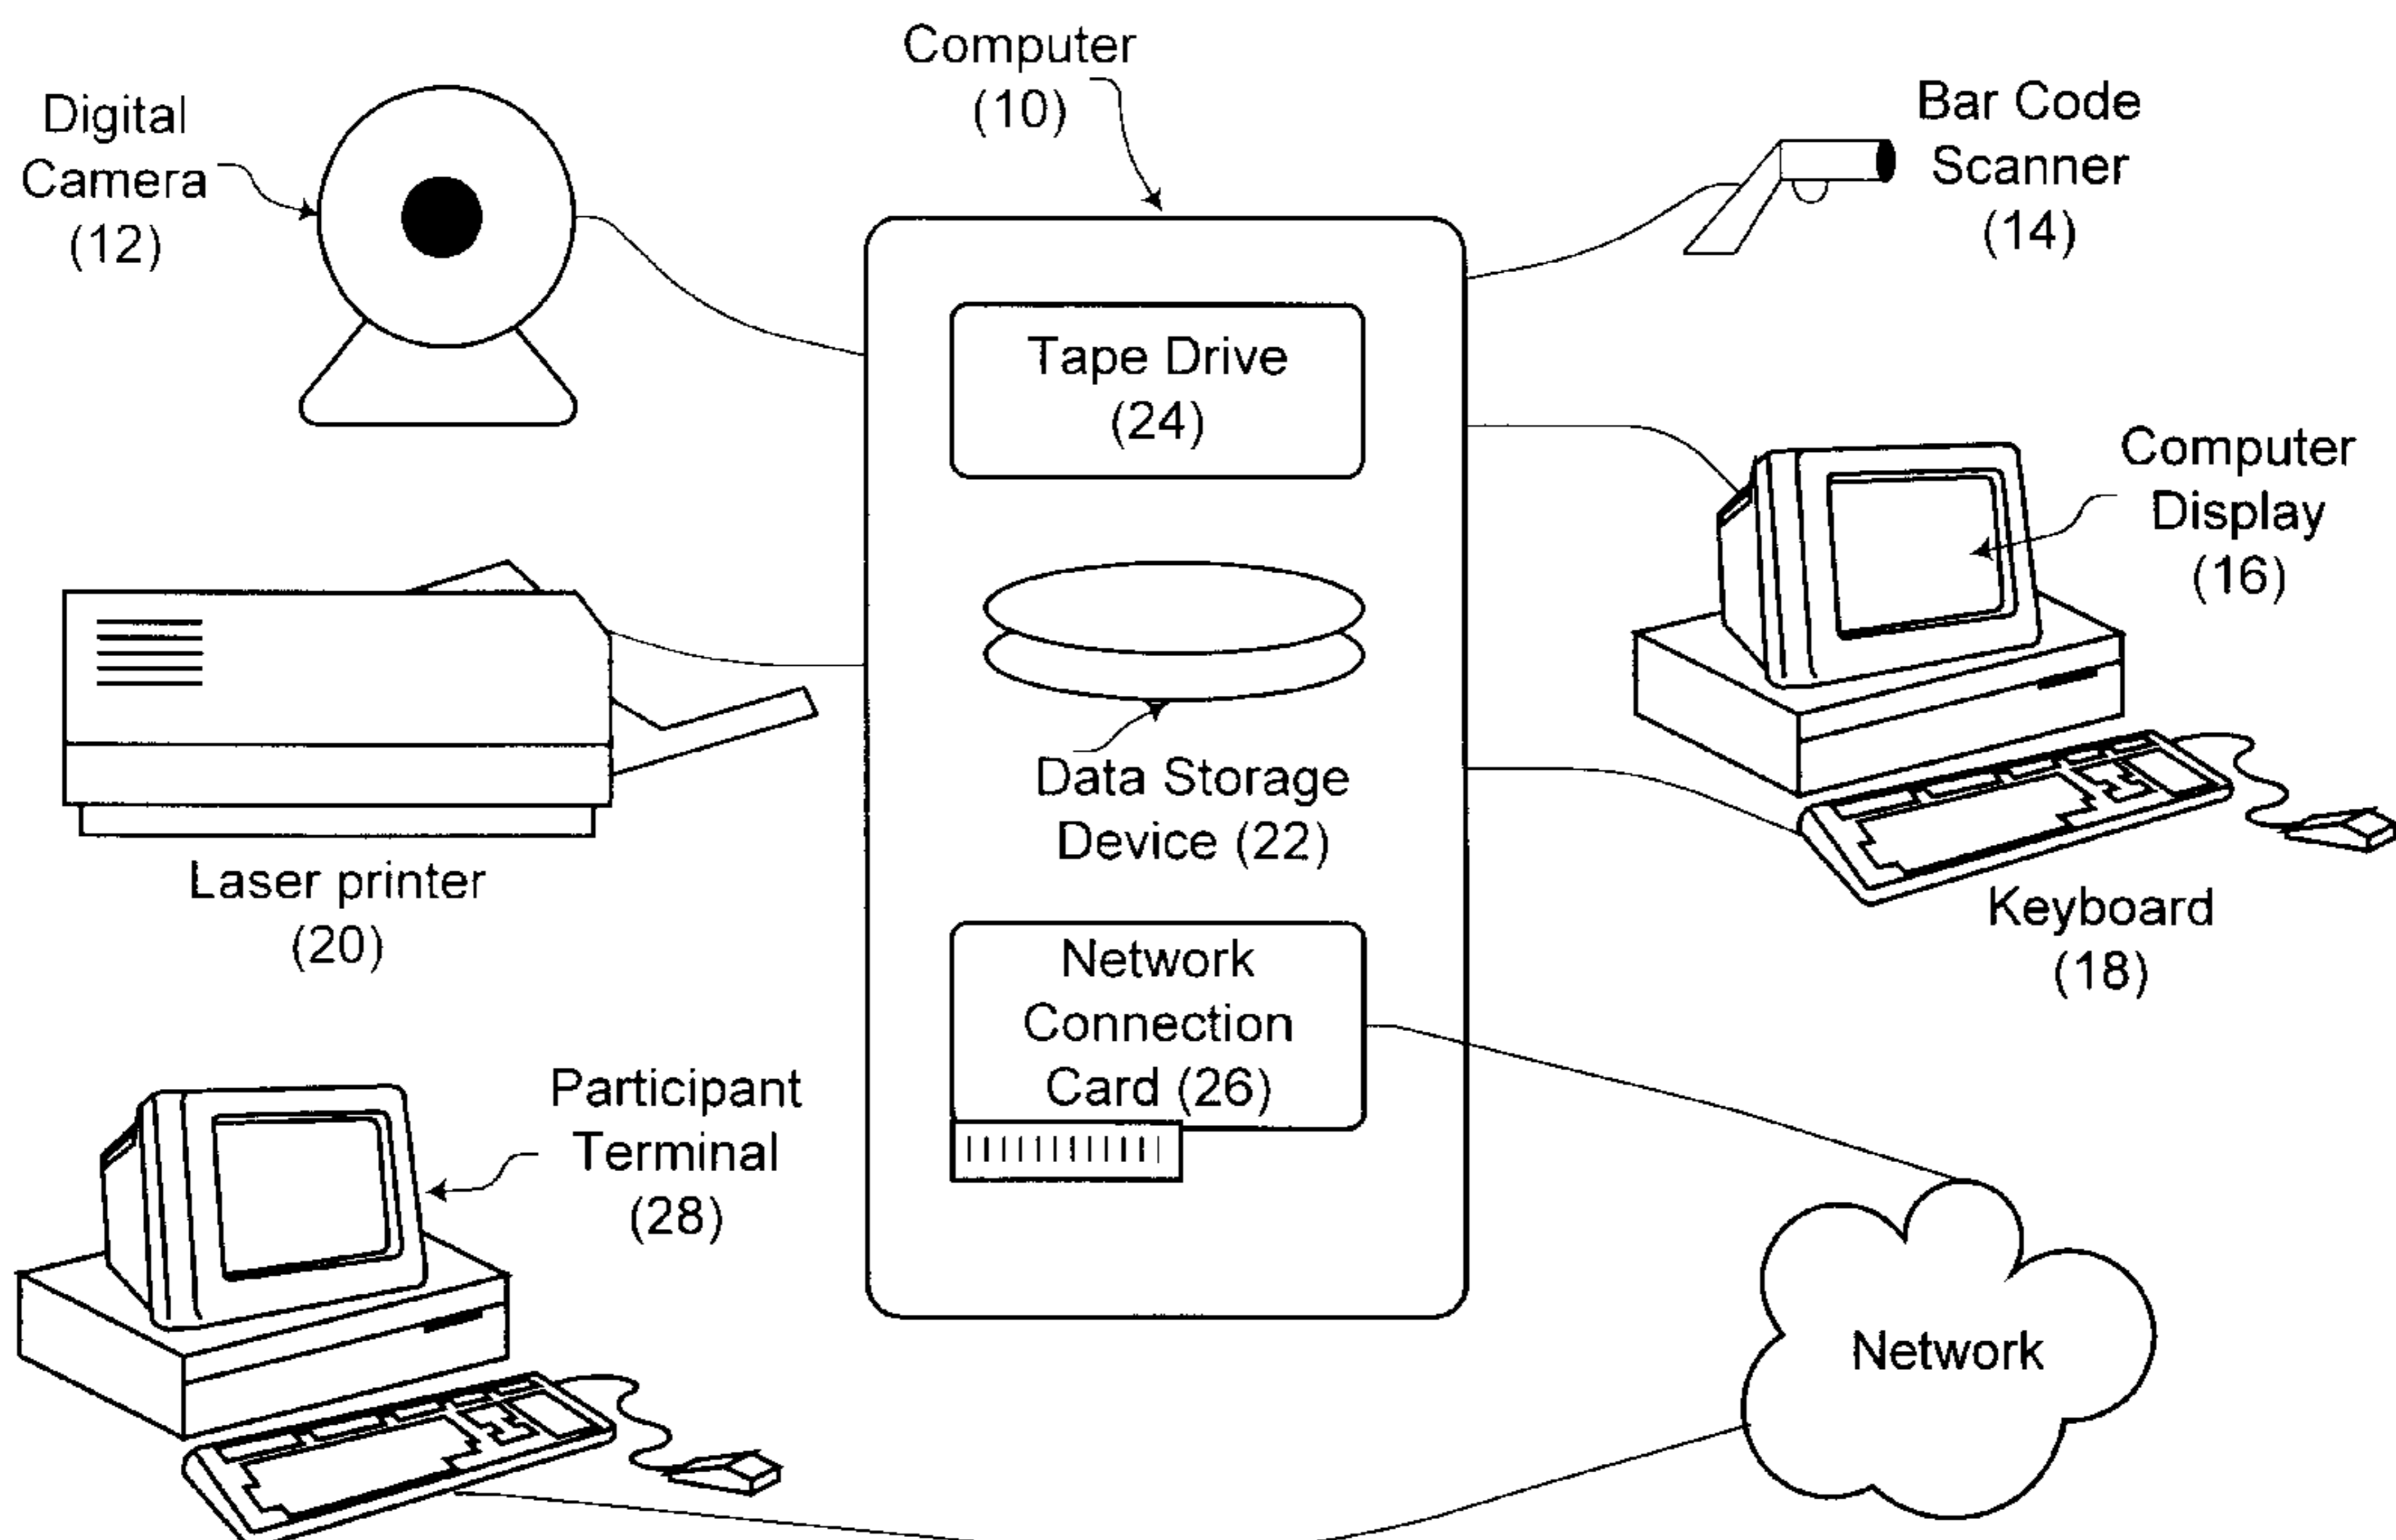 Computer
(10)
Digital
Camera
(12)
Bar Code
Scanner
(14)
Tape Drive
(24)
Computer
Display
(16)
Data Storage
Device (22)
Laser printer
(20)
Keyboard
(18)
Network
Connection
Card (26)
Participant
Terminal
(28)
Network